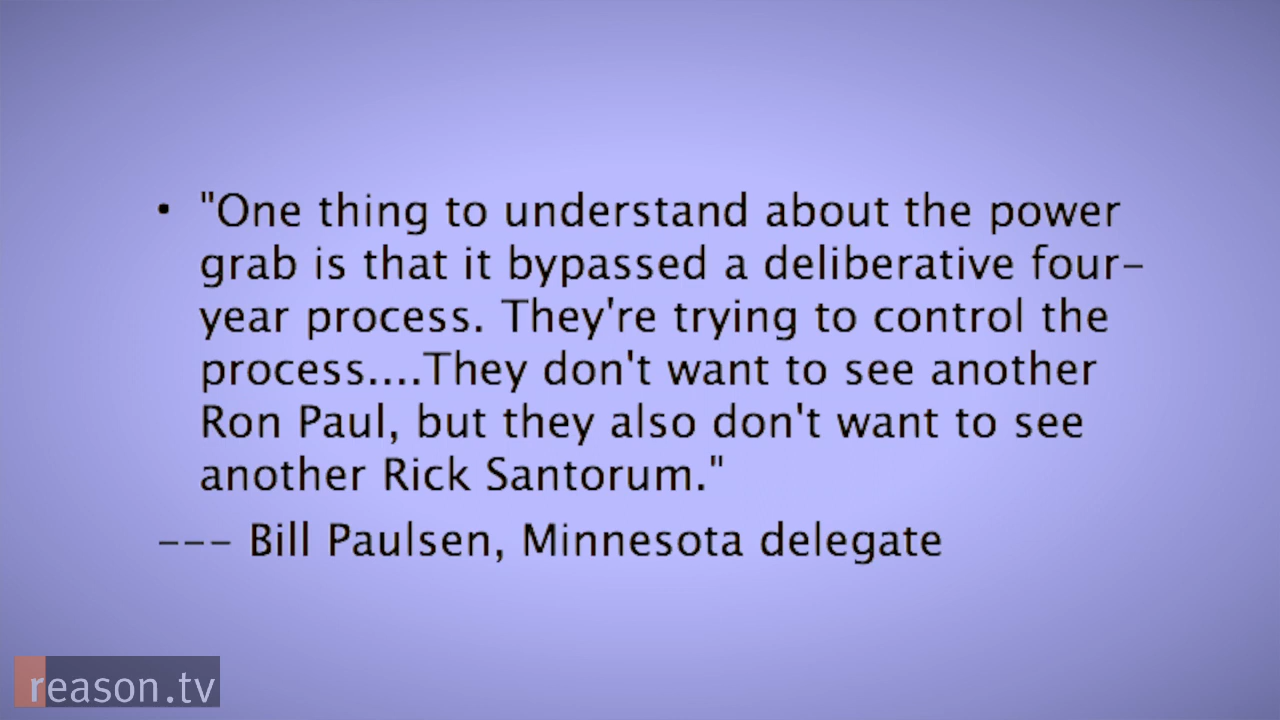 • "One thing to understand about the power
grab is that it bypassed a deliberative four-
year process. They're trying to control the
process....They don't want to see another
Ron Paul, but they also don't want to see
another Rick Santorum."
--- Bill Paulsen, Minnesota delegate
reason.tv